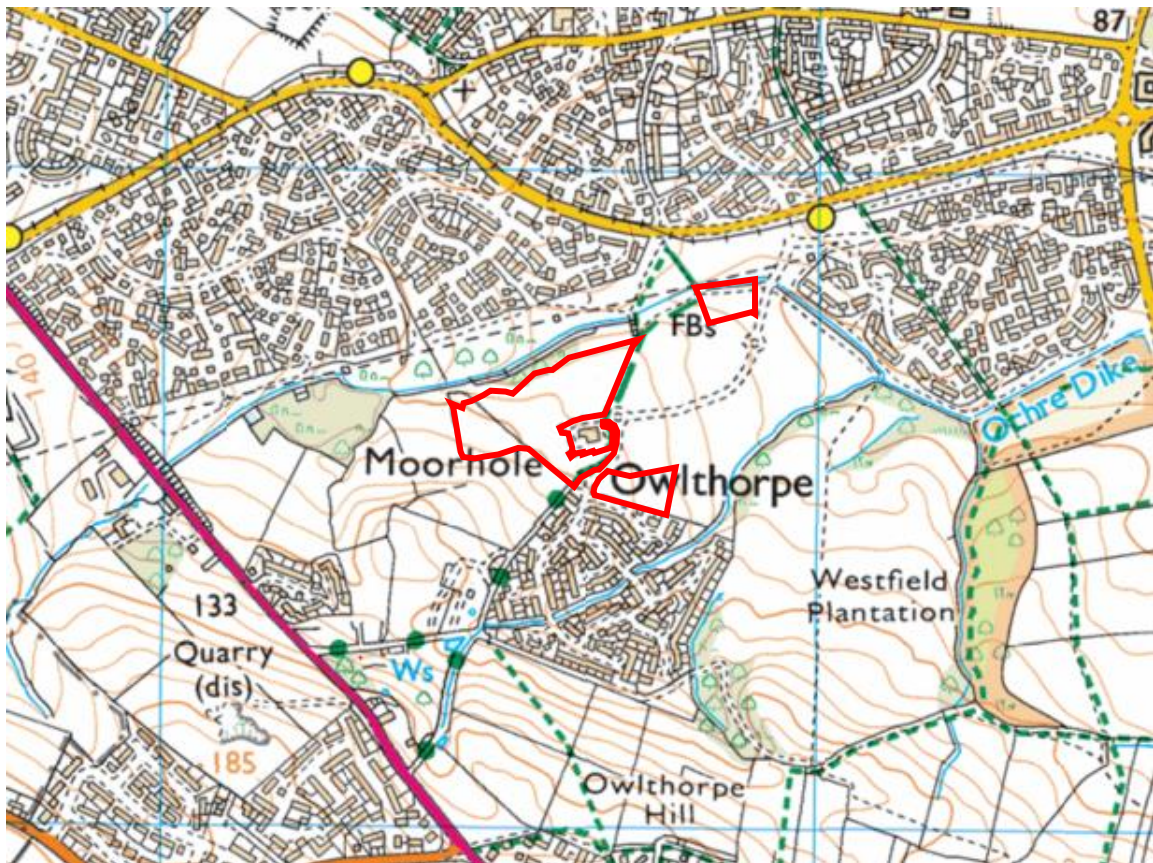 87
FBs
140
Ochre Dike
Moorhole
Owlthorpe
Westfield
Plantation
133
Quarry
(dis)
Ws
185
Owlthorpe
Hill